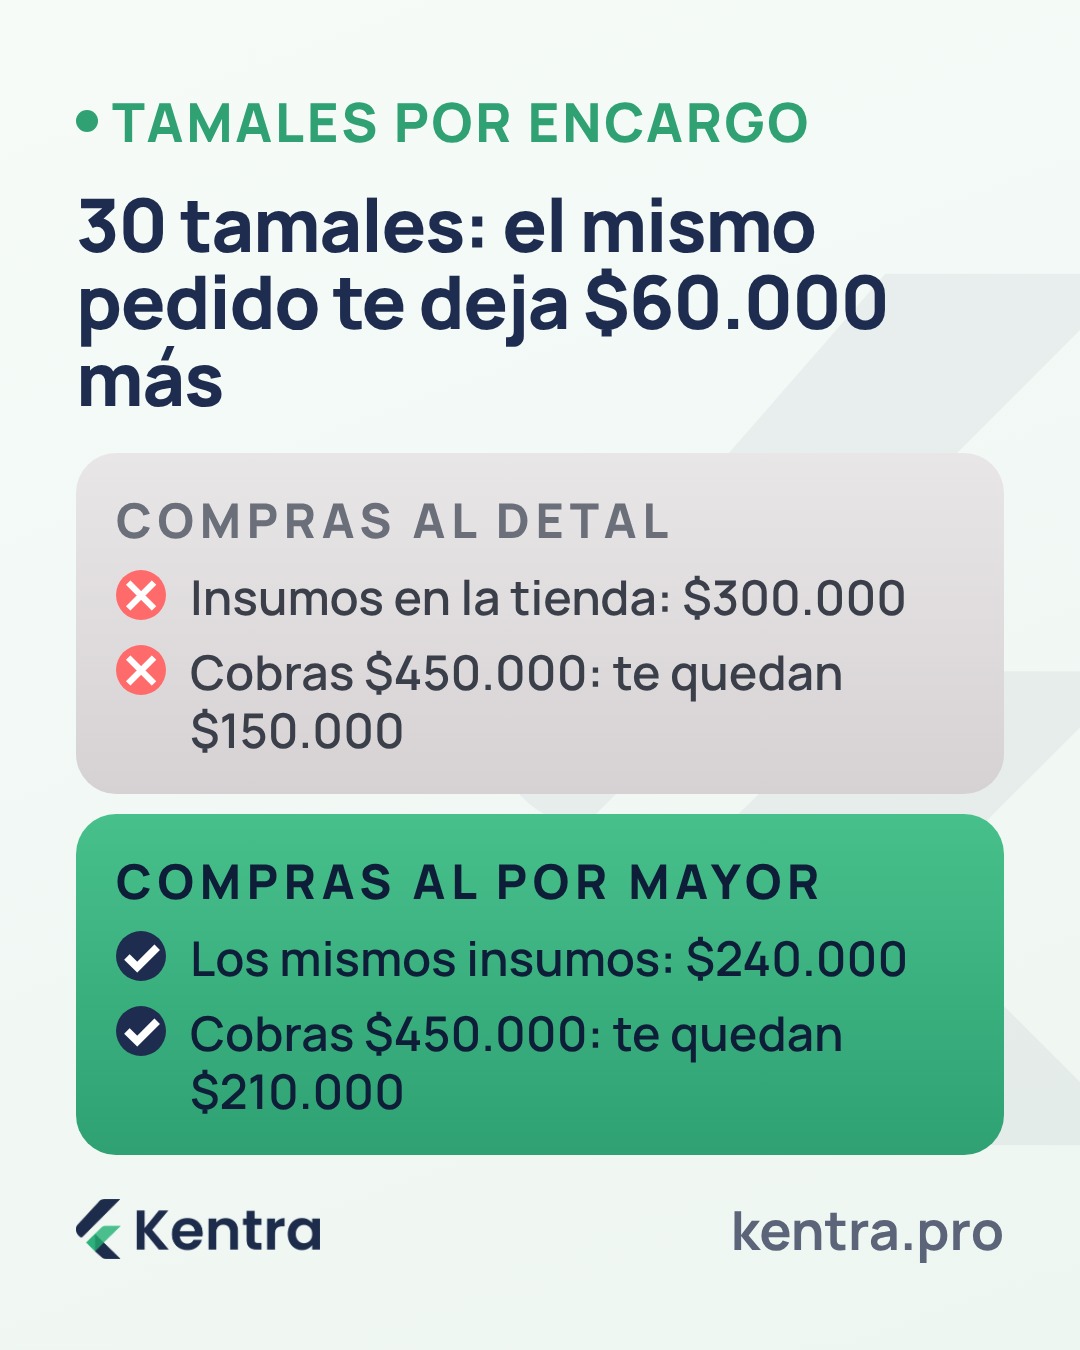 TAMALES POR ENCARGO
30 tamales: el mismo
pedido te deja $60.000
más
COMPRAS AL DETAL
Insumos en la tienda: $300.000
Cobras $450.000: te quedan
$150.000
COMPRAS AL POR MAYOR
Los mismos insumos: $240.000
Cobras $450.000: te quedan
$210.000
Kentra
kentra.pro